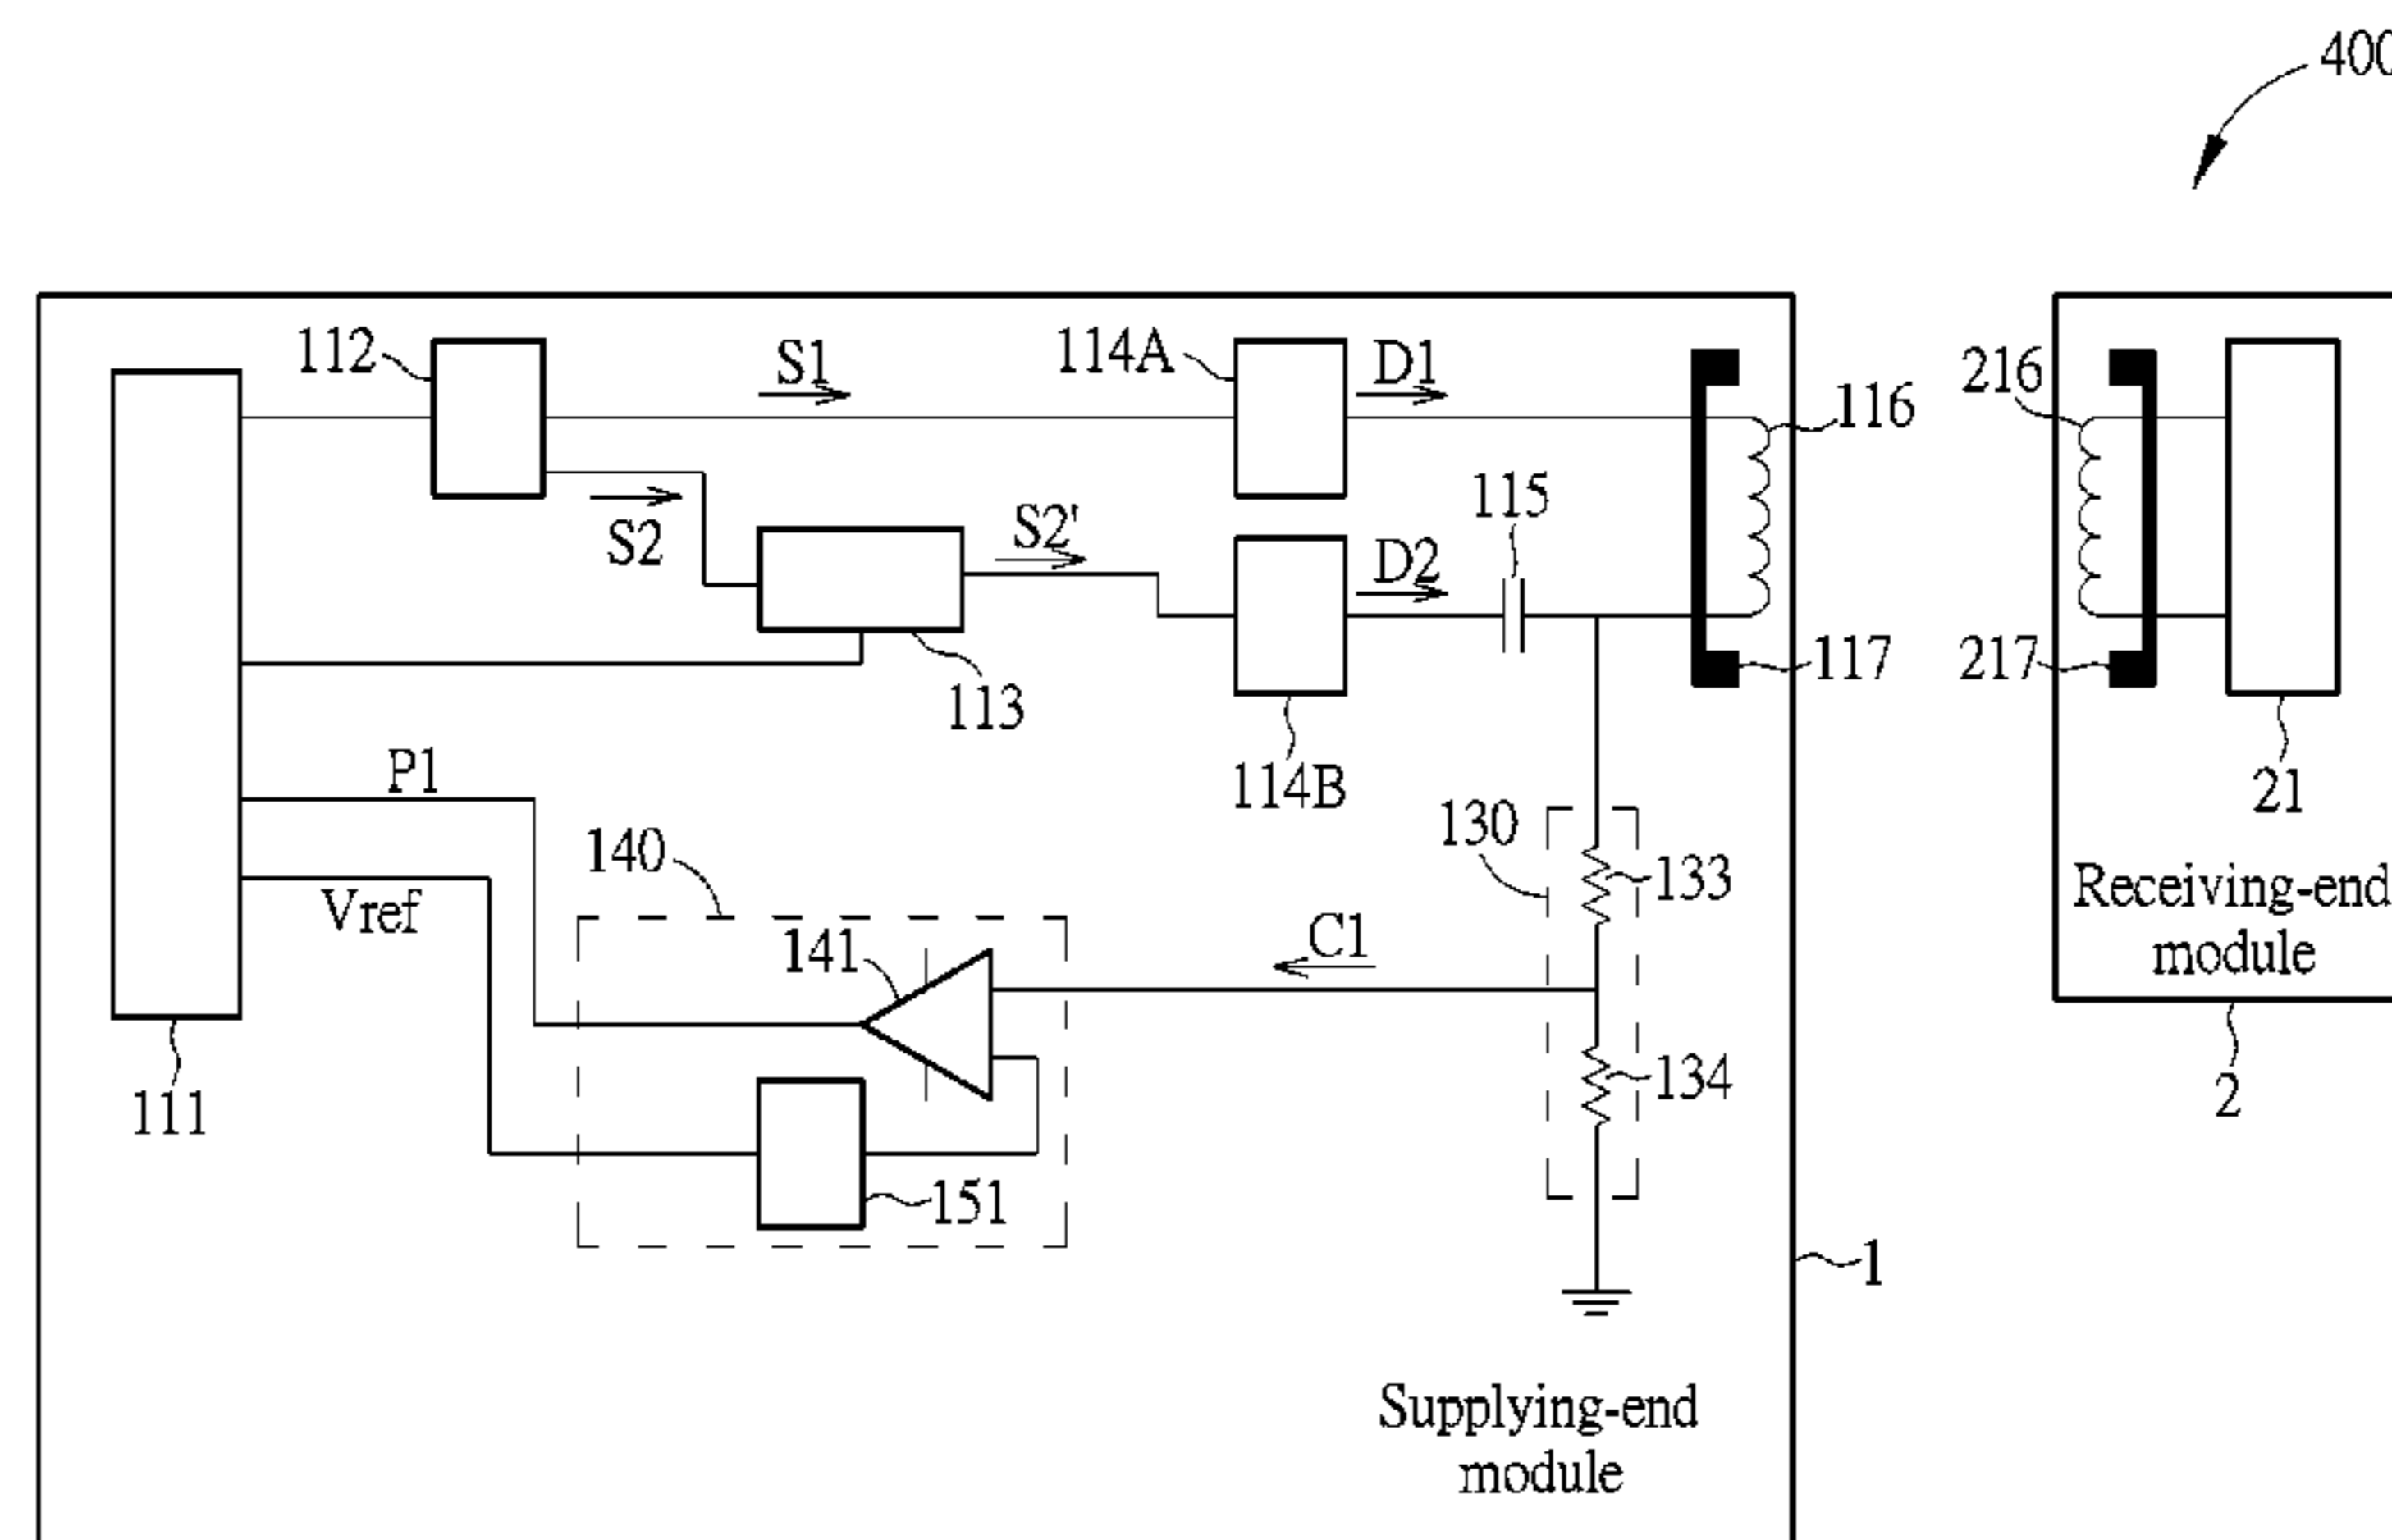 400
112
S1
114A
D1
216
116
115
S2
S2'
D2
217
117
113
P1
114B
21
140
130
133
Vref
141
C1
Receiving-end
module
111
134
2
151
1
Supplying-end
module